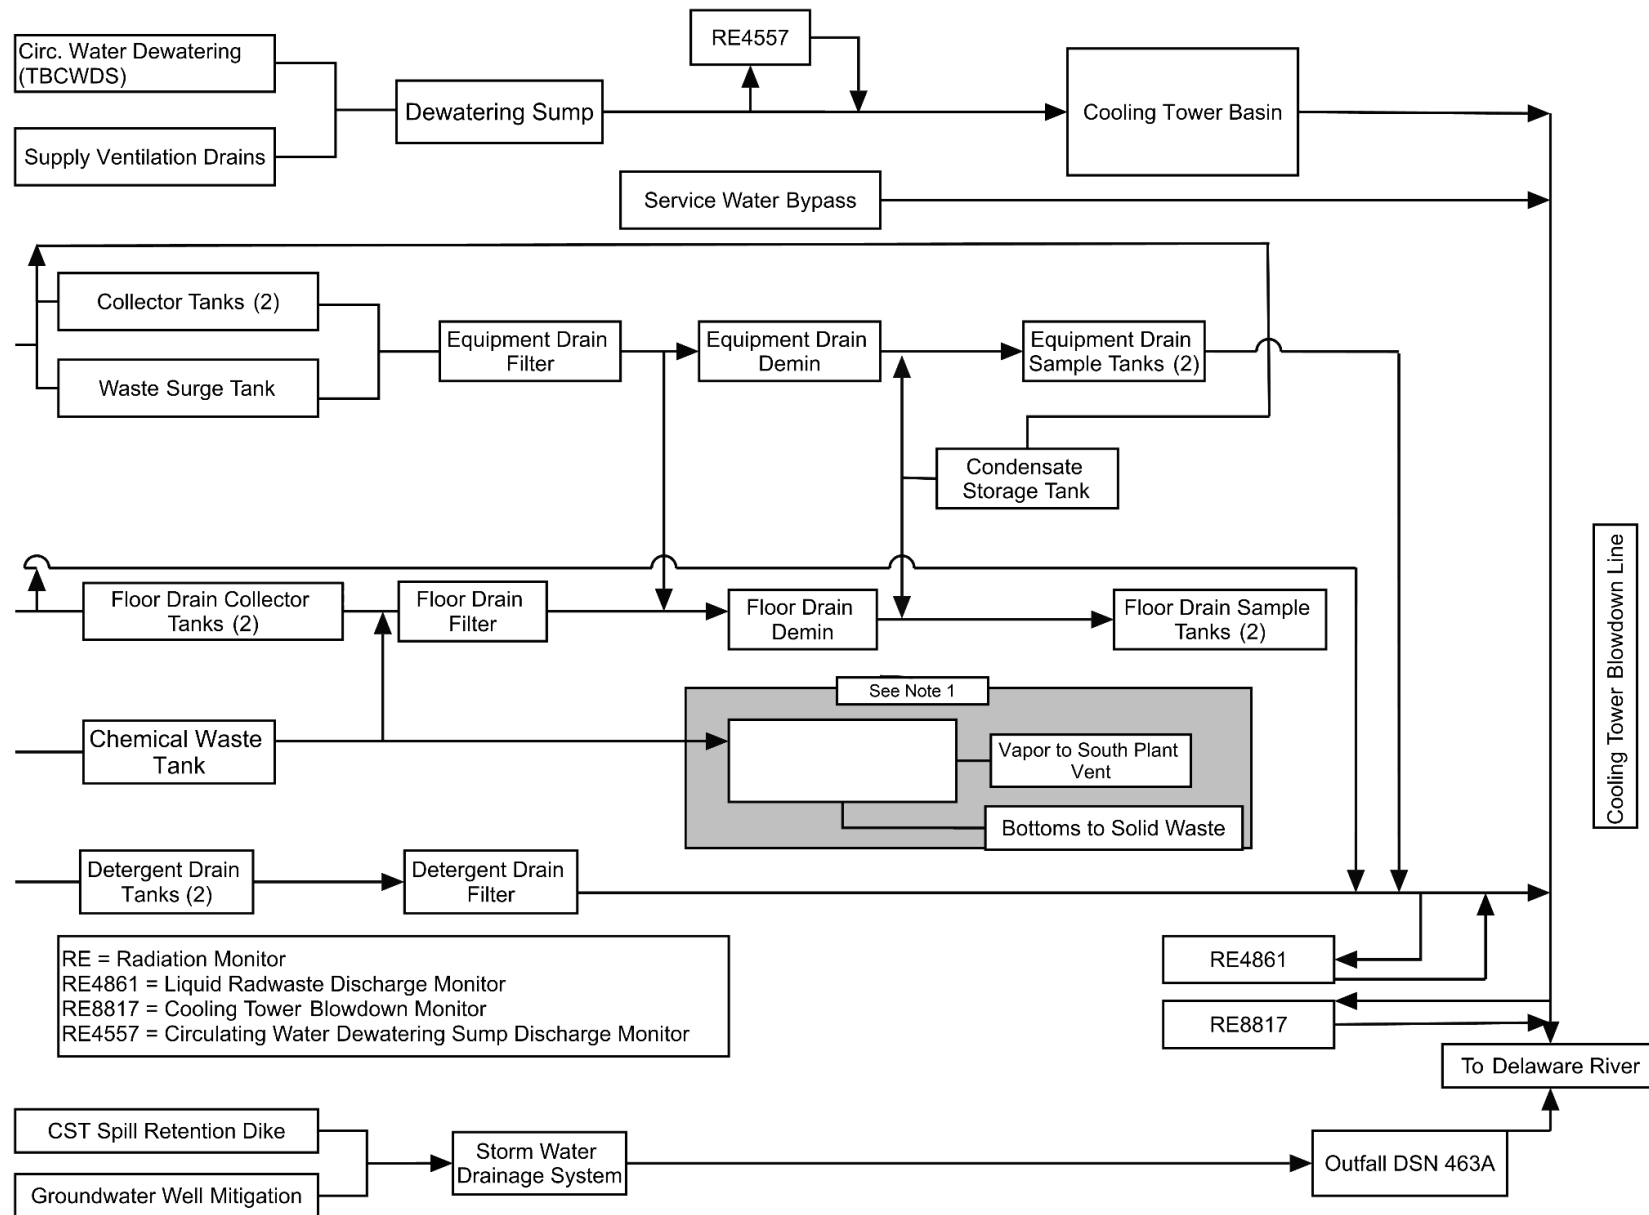 RE4557
Circ. Water Dewatering
(TBCWDS)
Dewatering Sump
Cooling Tower Basin
Supply Ventilation Drains
Service Water Bypass
Collector Tanks (2)
Equipment Drain
Filter
Equipment Drain
Demin
Equipment Drain
Sample Tanks (2)
Waste Surge Tank
Condensate
Storage Tank
Cooling Tower Blowdown Line
Floor Drain Collector
Tanks (2)
Floor Drain
Filter
Floor Drain
Demin
Floor Drain Sample
Tanks (2)
See Note 1
Chemical Waste
Tank
Vapor to South Plant
Vent
Bottoms to Solid Waste
Detergent Drain
Tanks (2)
Detergent Drain
Filter
RE = Radiation Monitor
RE4861 = Liquid Radwaste Discharge Monitor
RE8817 = Cooling Tower Blowdown Monitor
RE4557 = Circulating Water Dewatering Sump Discharge Monitor
RE4861
RE8817
To Delaware River
CST Spill Retention Dike
Storm Water
Drainage System
Outfall DSN 463A
Groundwater Well Mitigation